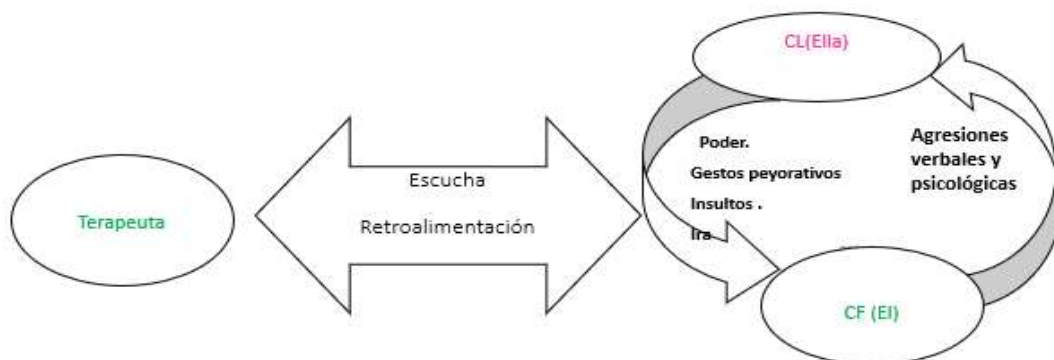 CL(Ella)
Poder.
Gestos peyorativos
Insultos .
Ira
Agresiones
verbales y
psicológicas
Escucha
Retroalimentación
Terapeuta
CF (El)